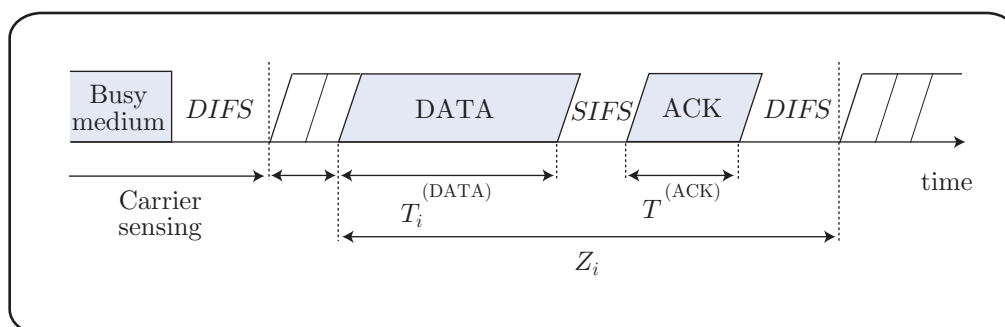 Busy
medium
DIFS
DATA
SIFS
ACK
DIFS
time
Carrier
sensing
T_i^(DATA)
T^(ACK)
Z_i